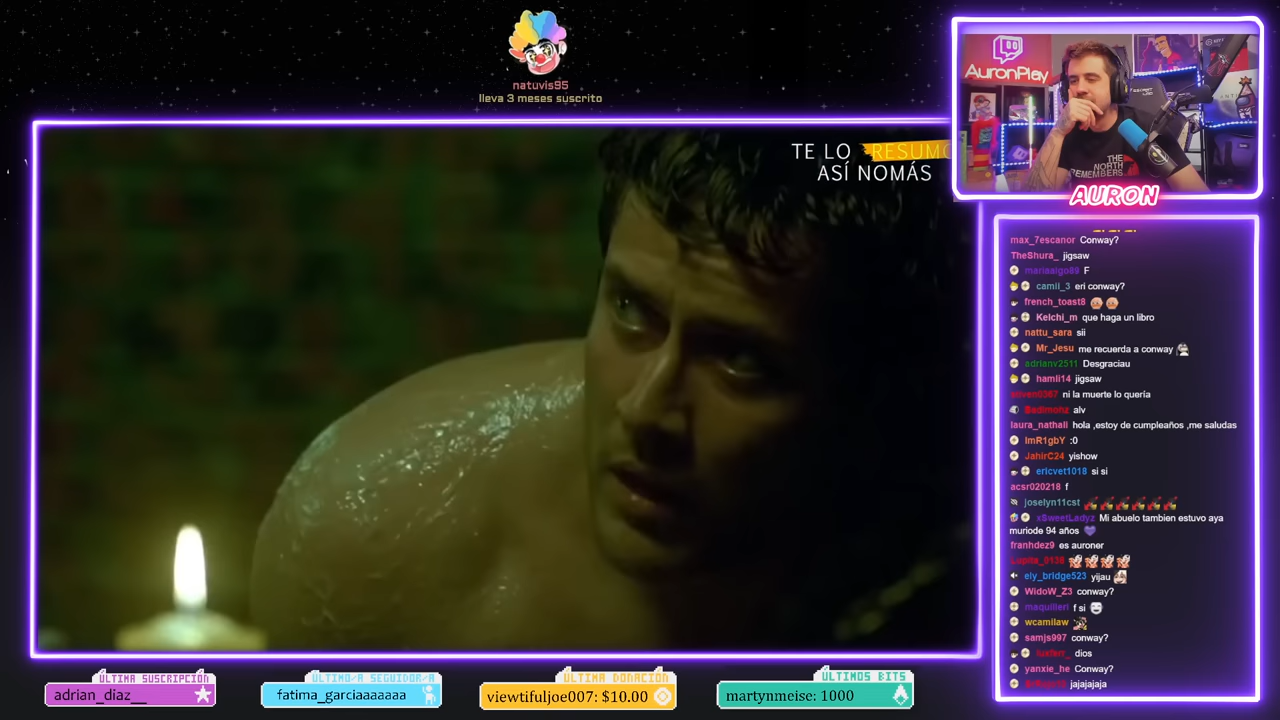 natuvis95
lleva 3 meses suscrito
TE LO RESUMO
ASÍ NOMÁS
AURONPLAY
THE
NORTH
REMEMBERS
AURON
max_7escanor Conway?
TheShura_ jigsaw
mariaaigo89 F
camii_3 eri conway?
french_toast8
Kelchi_m que haga un libro
nattu_sara sii
Mr_Jesu me recuerda a conway
adrianv2511 Desgraciau
hamli14 jigsaw
ni la muerte lo quería
Badimohz alv
laura_nathali hola ,estoy de cumpleaños ,me saludas
ImR1gbY :0
JahirC24 yishow
ericvet1018 si si
acsr020218 f
joselyn11cst
xSweetLadyz Mi abuelo tambien estuvo aya
muriode 94 años
franhdez9 es auroner
Lupita_0136
ely_bridge523 yijau
WidoW_Z3 conway?
maquilleri f si
wcamilaw
samjs997 conway?
dios
yanxie_he Conway?
jajajajaja
ÚLTIMA SUSCRIPCIÓN
adrian_diaz__
ÚLTIMO/A SEGUIDOR/A
fatima_garciaaaaaaa
ÚLTIMA DONACIÓN
viewtifuljoe007: $10.00
ÚLTIMOS BITS
martynmeise: 1000